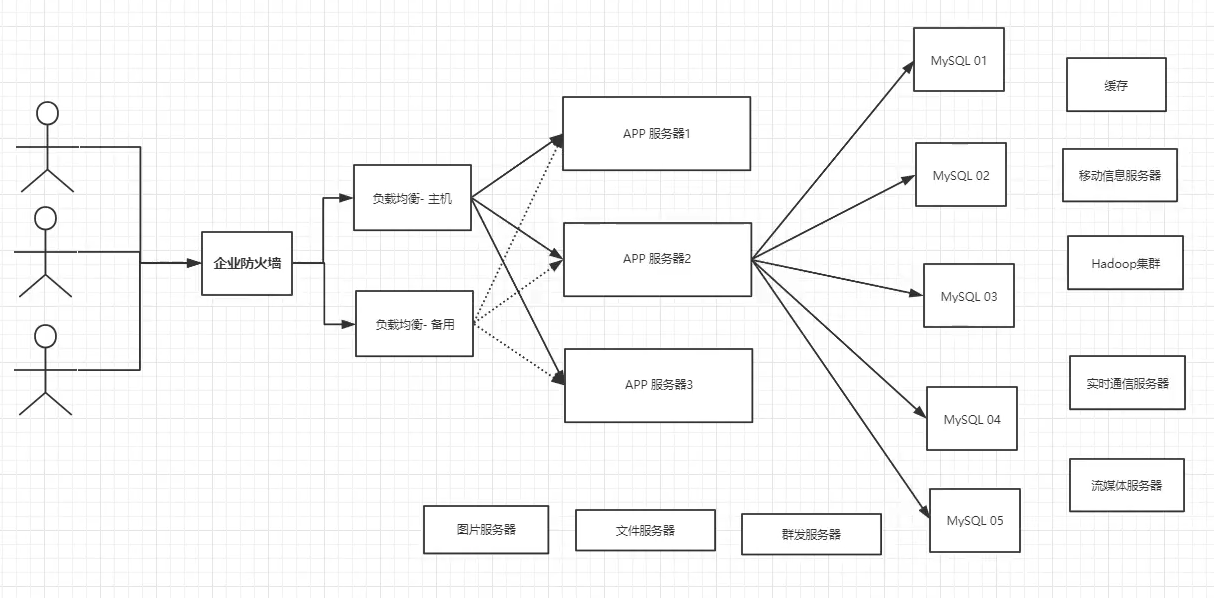 企业防火墙
负载均衡- 主机
负载均衡- 备用
APP 服务器1
APP 服务器2
APP 服务器3
MySQL 01
MySQL 02
MySQL 03
MySQL 04
MySQL 05
缓存
移动信息服务器
Hadoop集群
实时通信服务器
流媒体服务器
图片服务器
文件服务器
群发服务器